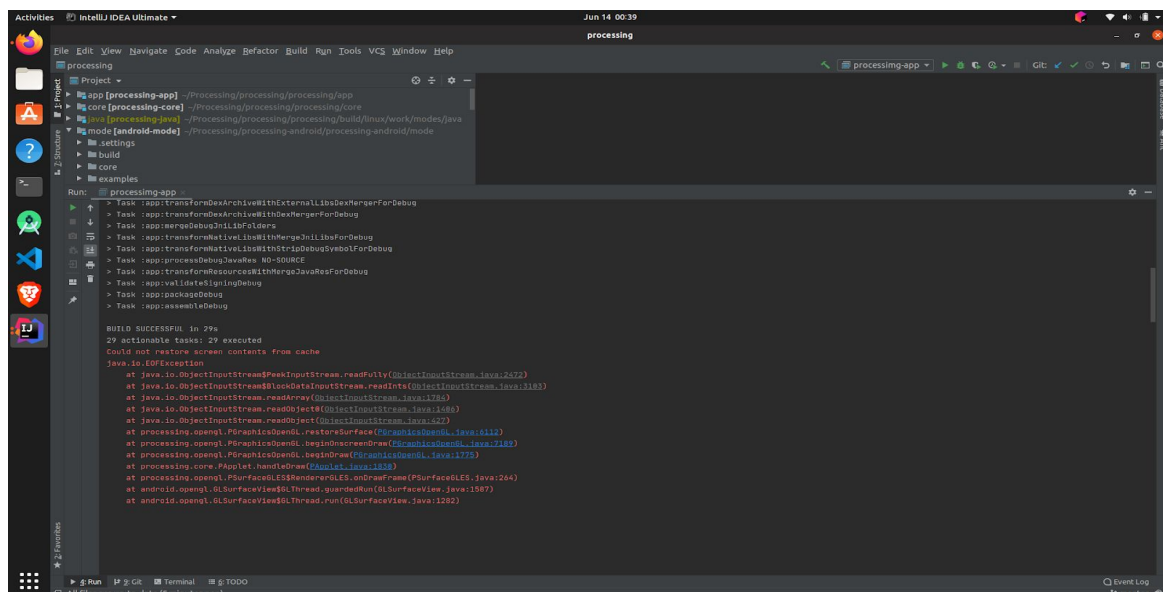 Activities IntelliJ IDEA Ultimate Jun 14 00:39
processing
File Edit View Navigate Code Analyze Refactor Build Run Tools VCS Window Help
processing processimg-app Git:
1: Project Project
app [processing-app] ~/Processing/processing/processing/app
core [processing-core] ~/Processing/processing/processing/core
java [processing-java] ~/Processing/processing/processing/build/linux/work/modes/java
mode [android-mode] ~/Processing/processing-android/processing-android/mode
Z: Structure
.settings
build
core
examples
Run: processimg-app
> Task :app:transformDexArchiveWithExternalLibsDexMergerForDebug
> Task :app:transformDexArchiveWithDexMergerForDebug
> Task :app:mergeDebugJniLibFolders
> Task :app:transformNativeLibsWithMergeJniLibsForDebug
> Task :app:transformNativeLibsWithStripDebugSymbolForDebug
> Task :app:processDebugJavaRes NO-SOURCE
> Task :app:transformResourcesWithMergeJavaResForDebug
> Task :app:validateSigningDebug
> Task :app:packageDebug
> Task :app:assembleDebug
BUILD SUCCESSFUL in 29s
29 actionable tasks: 29 executed
Could not restore screen contents from cache
java.io.EOFException
at java.io.ObjectInputStream$PeekInputStream.readFully(ObjectInputStream.java:2472)
at java.io.ObjectInputStream$BlockDataInputStream.readInts(ObjectInputStream.java:3103)
at java.io.ObjectInputStream.readArray(ObjectInputStream.java:1784)
at java.io.ObjectInputStream.readObject0(ObjectInputStream.java:1406)
at java.io.ObjectInputStream.readObject(ObjectInputStream.java:427)
at processing.opengl.PGraphicsOpenGL.restoreSurface(PGraphicsOpenGL.java:6112)
at processing.opengl.PGraphicsOpenGL.beginOnscreenDraw(PGraphicsOpenGL.java:7189)
at processing.opengl.PGraphicsOpenGL.beginDraw(PGraphicsOpenGL.java:1775)
at processing.core.PApplet.handleDraw(PApplet.java:1838)
at processing.opengl.PSurfaceGLES$RendererGLES.onDrawFrame(PSurfaceGLES.java:264)
at android.opengl.GLSurfaceView$GLThread.guardedRun(GLSurfaceView.java:1587)
at android.opengl.GLSurfaceView$GLThread.run(GLSurfaceView.java:1282)
2: Favorites
4: Run 9: Git Terminal 6: TODO Event Log